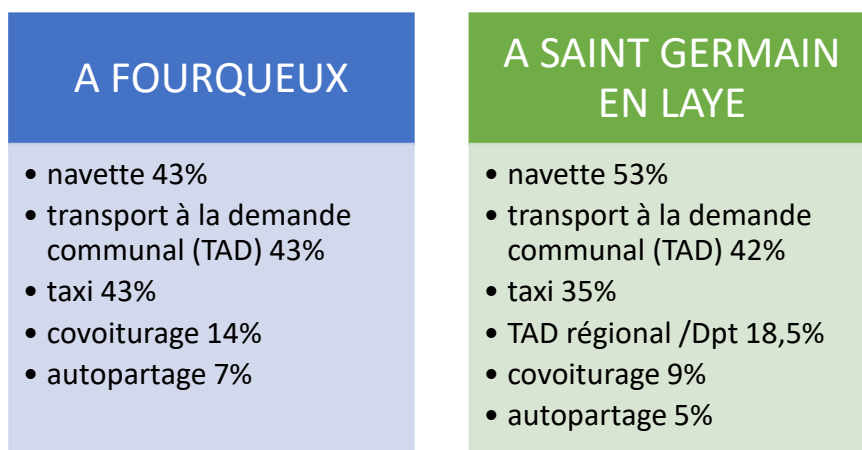 A FOURQUEUX
• navette 43%
• transport à la demande
communal (TAD) 43%
• taxi 43%
• covoiturage 14%
• autopartage 7%
A SAINT GERMAIN
EN LAYE
• navette 53%
• transport à la demande
communal (TAD) 42%
• taxi 35%
• TAD régional /Dpt 18,5%
• covoiturage 9%
• autopartage 5%